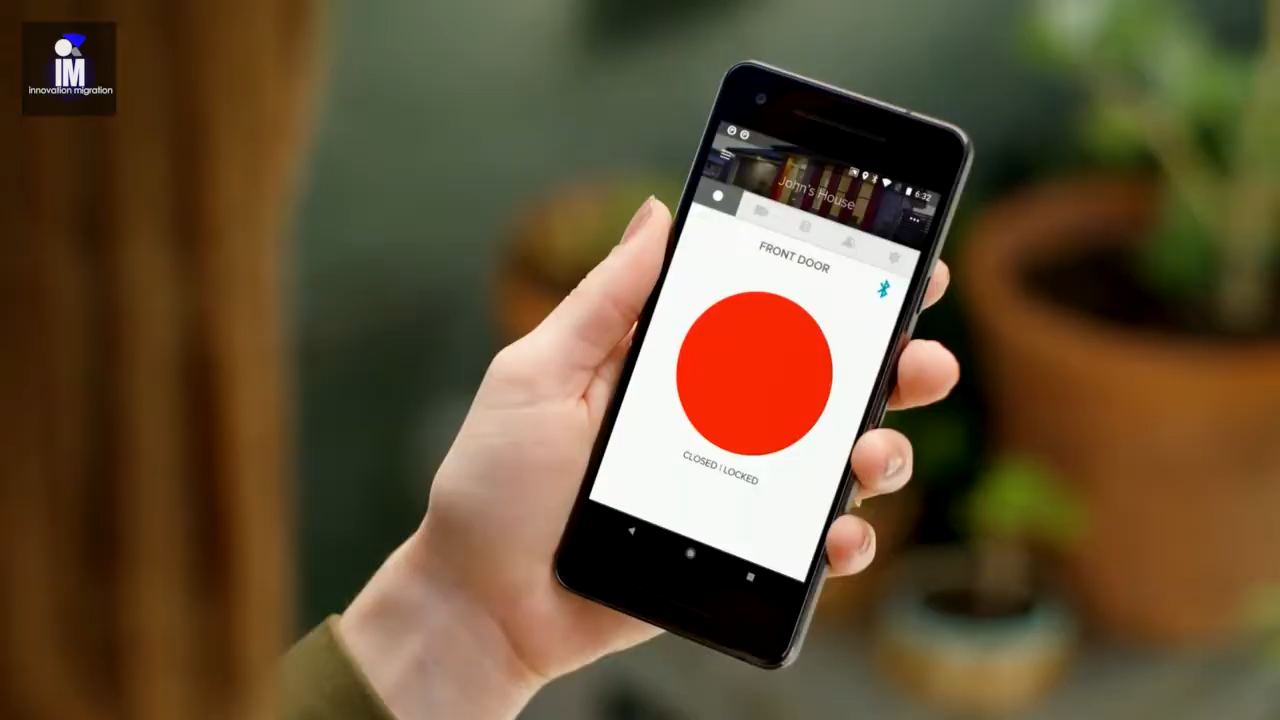 IM
innovation migration
6:32
John's House
FRONT DOOR
CLOSED | LOCKED